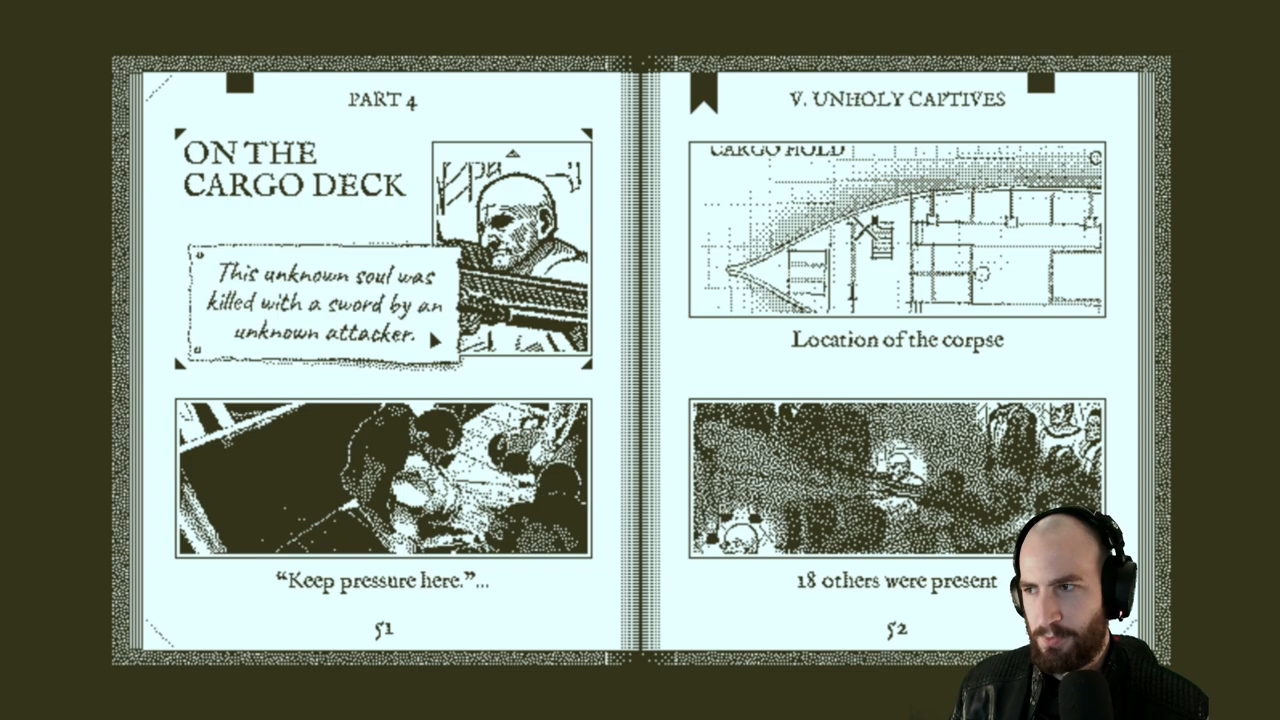 PART 4
ON THE
CARGO DECK
This unknown soul was
killed with a sword by an
unknown attacker.
"Keep pressure here."...
51
V. UNHOLY CAPTIVES
CARGO HOLD
Location of the corpse
18 others were present
52